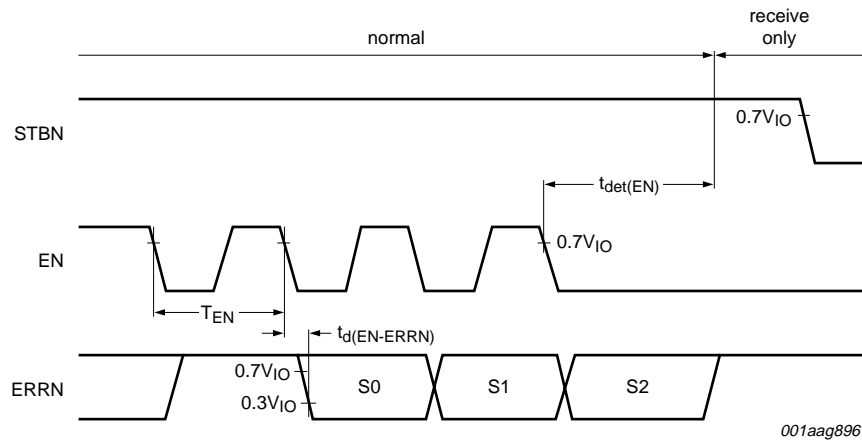 normal
receive
only
STBN
0.7VIO
tdet(EN)
EN
0.7VIO
TEN
td(EN-ERRN)
ERRN
0.7VIO
0.3VIO
S0
S1
S2
001aag896